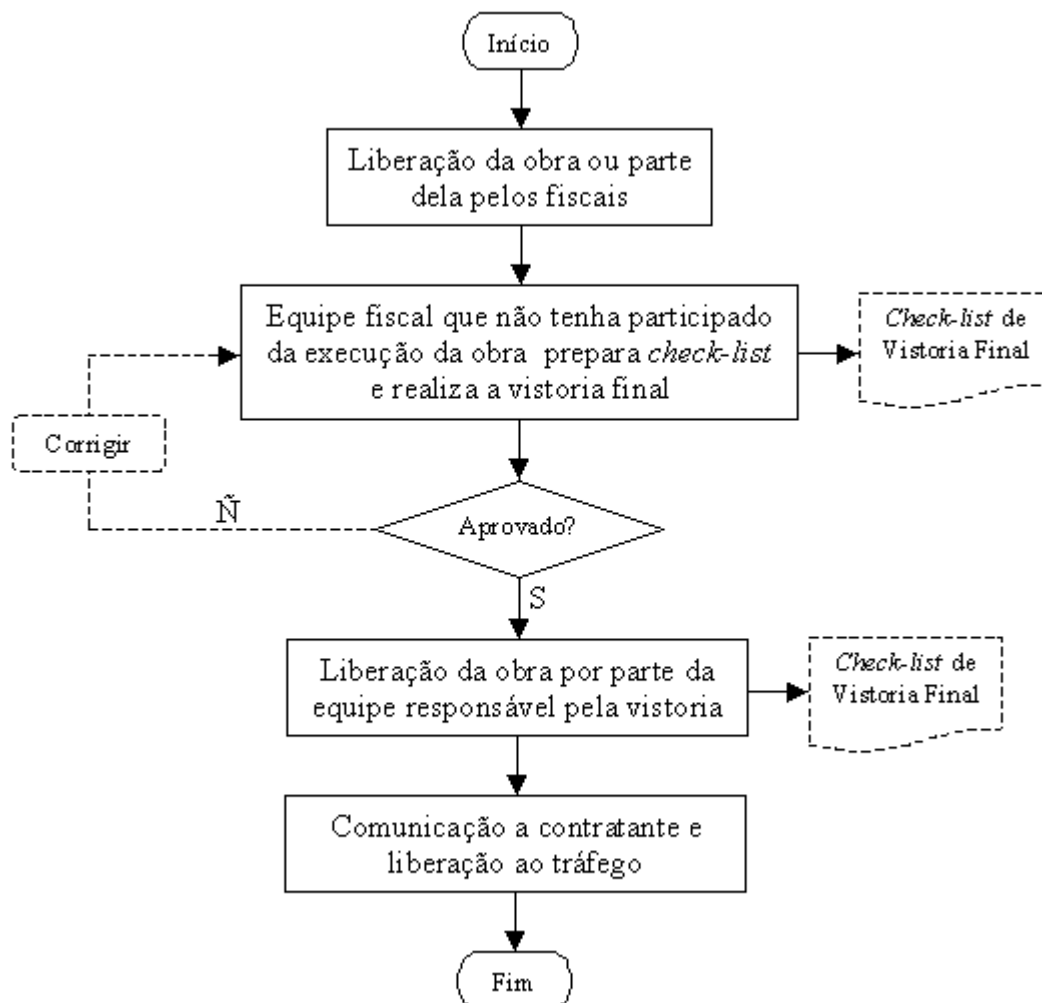 Início
Liberação da obra ou parte
dela pelos fiscais
Equipe fiscal que não tenha participado
da execução da obra prepara check-list
e realiza a vistoria final
Check-list de
Vistoria Final
Corrigir
Ñ
Aprovado?
S
Liberação da obra por parte da
equipe responsável pela vistoria
Check-list de
Vistoria Final
Comunicação a contratante e
liberação ao tráfego
Fim